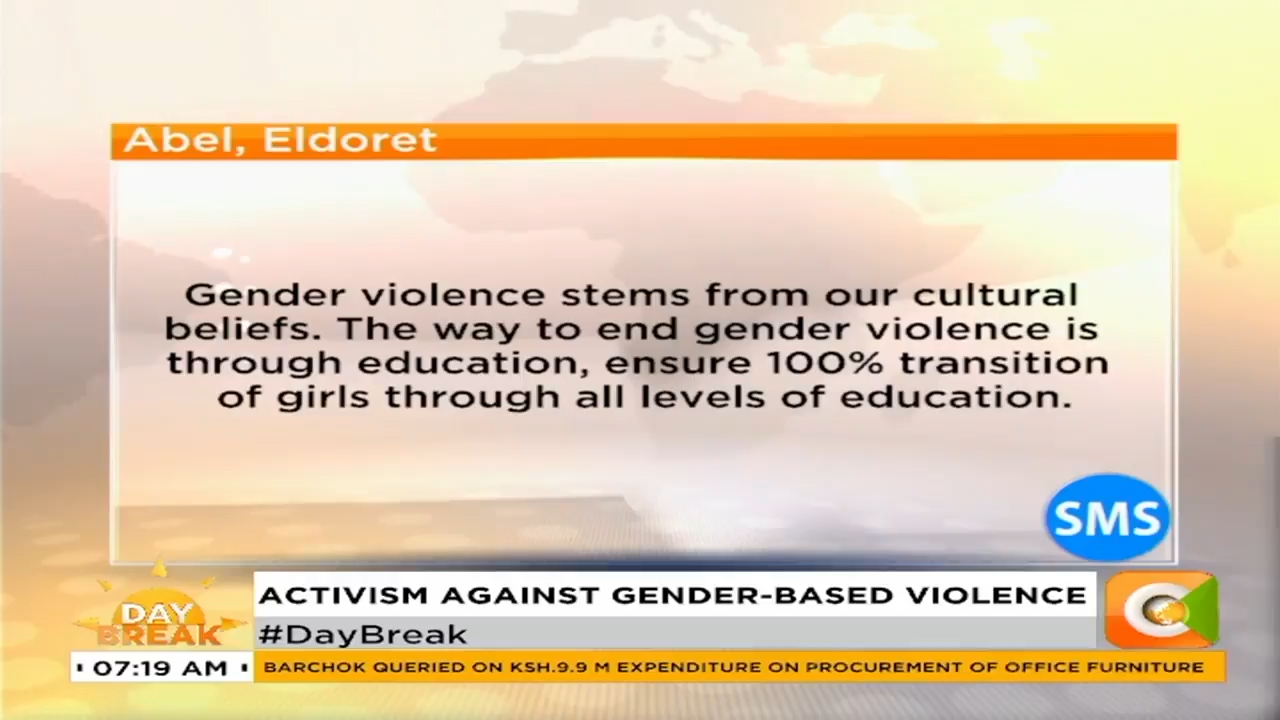 Abel, Eldoret
Gender violence stems from our cultural
beliefs. The way to end gender violence is
through education, ensure 100% transition
of girls through all levels of education.
SMS
ACTIVISM AGAINST GENDER-BASED VIOLENCE
DAY
BREAK
#DayBreak
07:19 AM
BARCHOK QUERIED ON KSH.9.9 M EXPENDITURE ON PROCUREMENT OF OFFICE FURNITURE